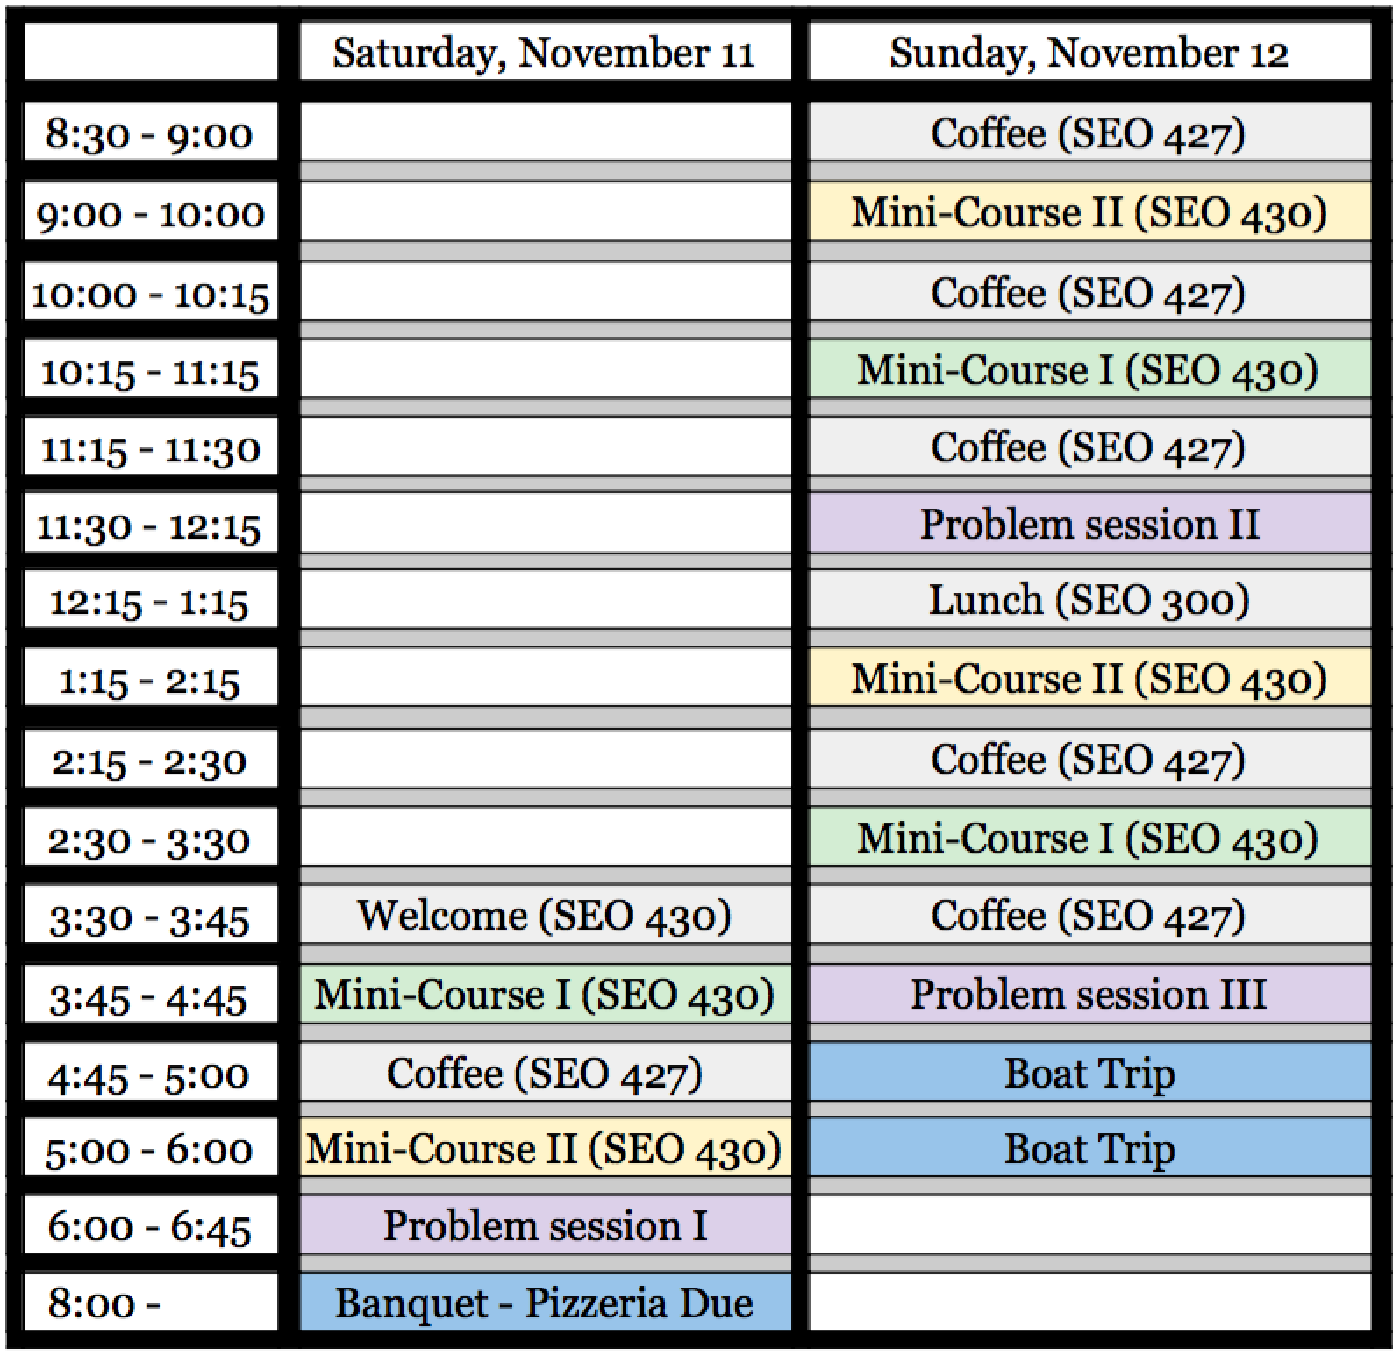 Saturday, November 11 Sunday, November 12
8:30 - 9:00 Coffee (SEO 427)
9:00 - 10:00 Mini-Course II (SEO 430)
10:00 - 10:15 Coffee (SEO 427)
10:15 - 11:15 Mini-Course I (SEO 430)
11:15 - 11:30 Coffee (SEO 427)
11:30 - 12:15 Problem session II
12:15 - 1:15 Lunch (SEO 300)
1:15 - 2:15 Mini-Course II (SEO 430)
2:15 - 2:30 Coffee (SEO 427)
2:30 - 3:30 Mini-Course I (SEO 430)
3:30 - 3:45 Welcome (SEO 430) Coffee (SEO 427)
3:45 - 4:45 Mini-Course I (SEO 430) Problem session III
4:45 - 5:00 Coffee (SEO 427) Boat Trip
5:00 - 6:00 Mini-Course II (SEO 430) Boat Trip
6:00 - 6:45 Problem session I
8:00 - Banquet - Pizzeria Due